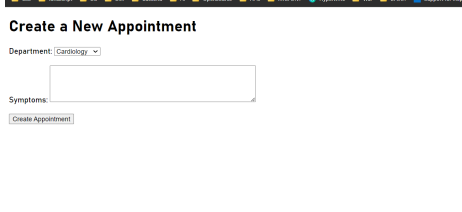 Create a New Appointment
Department: Cardiology
Symptoms:
Create Appointment